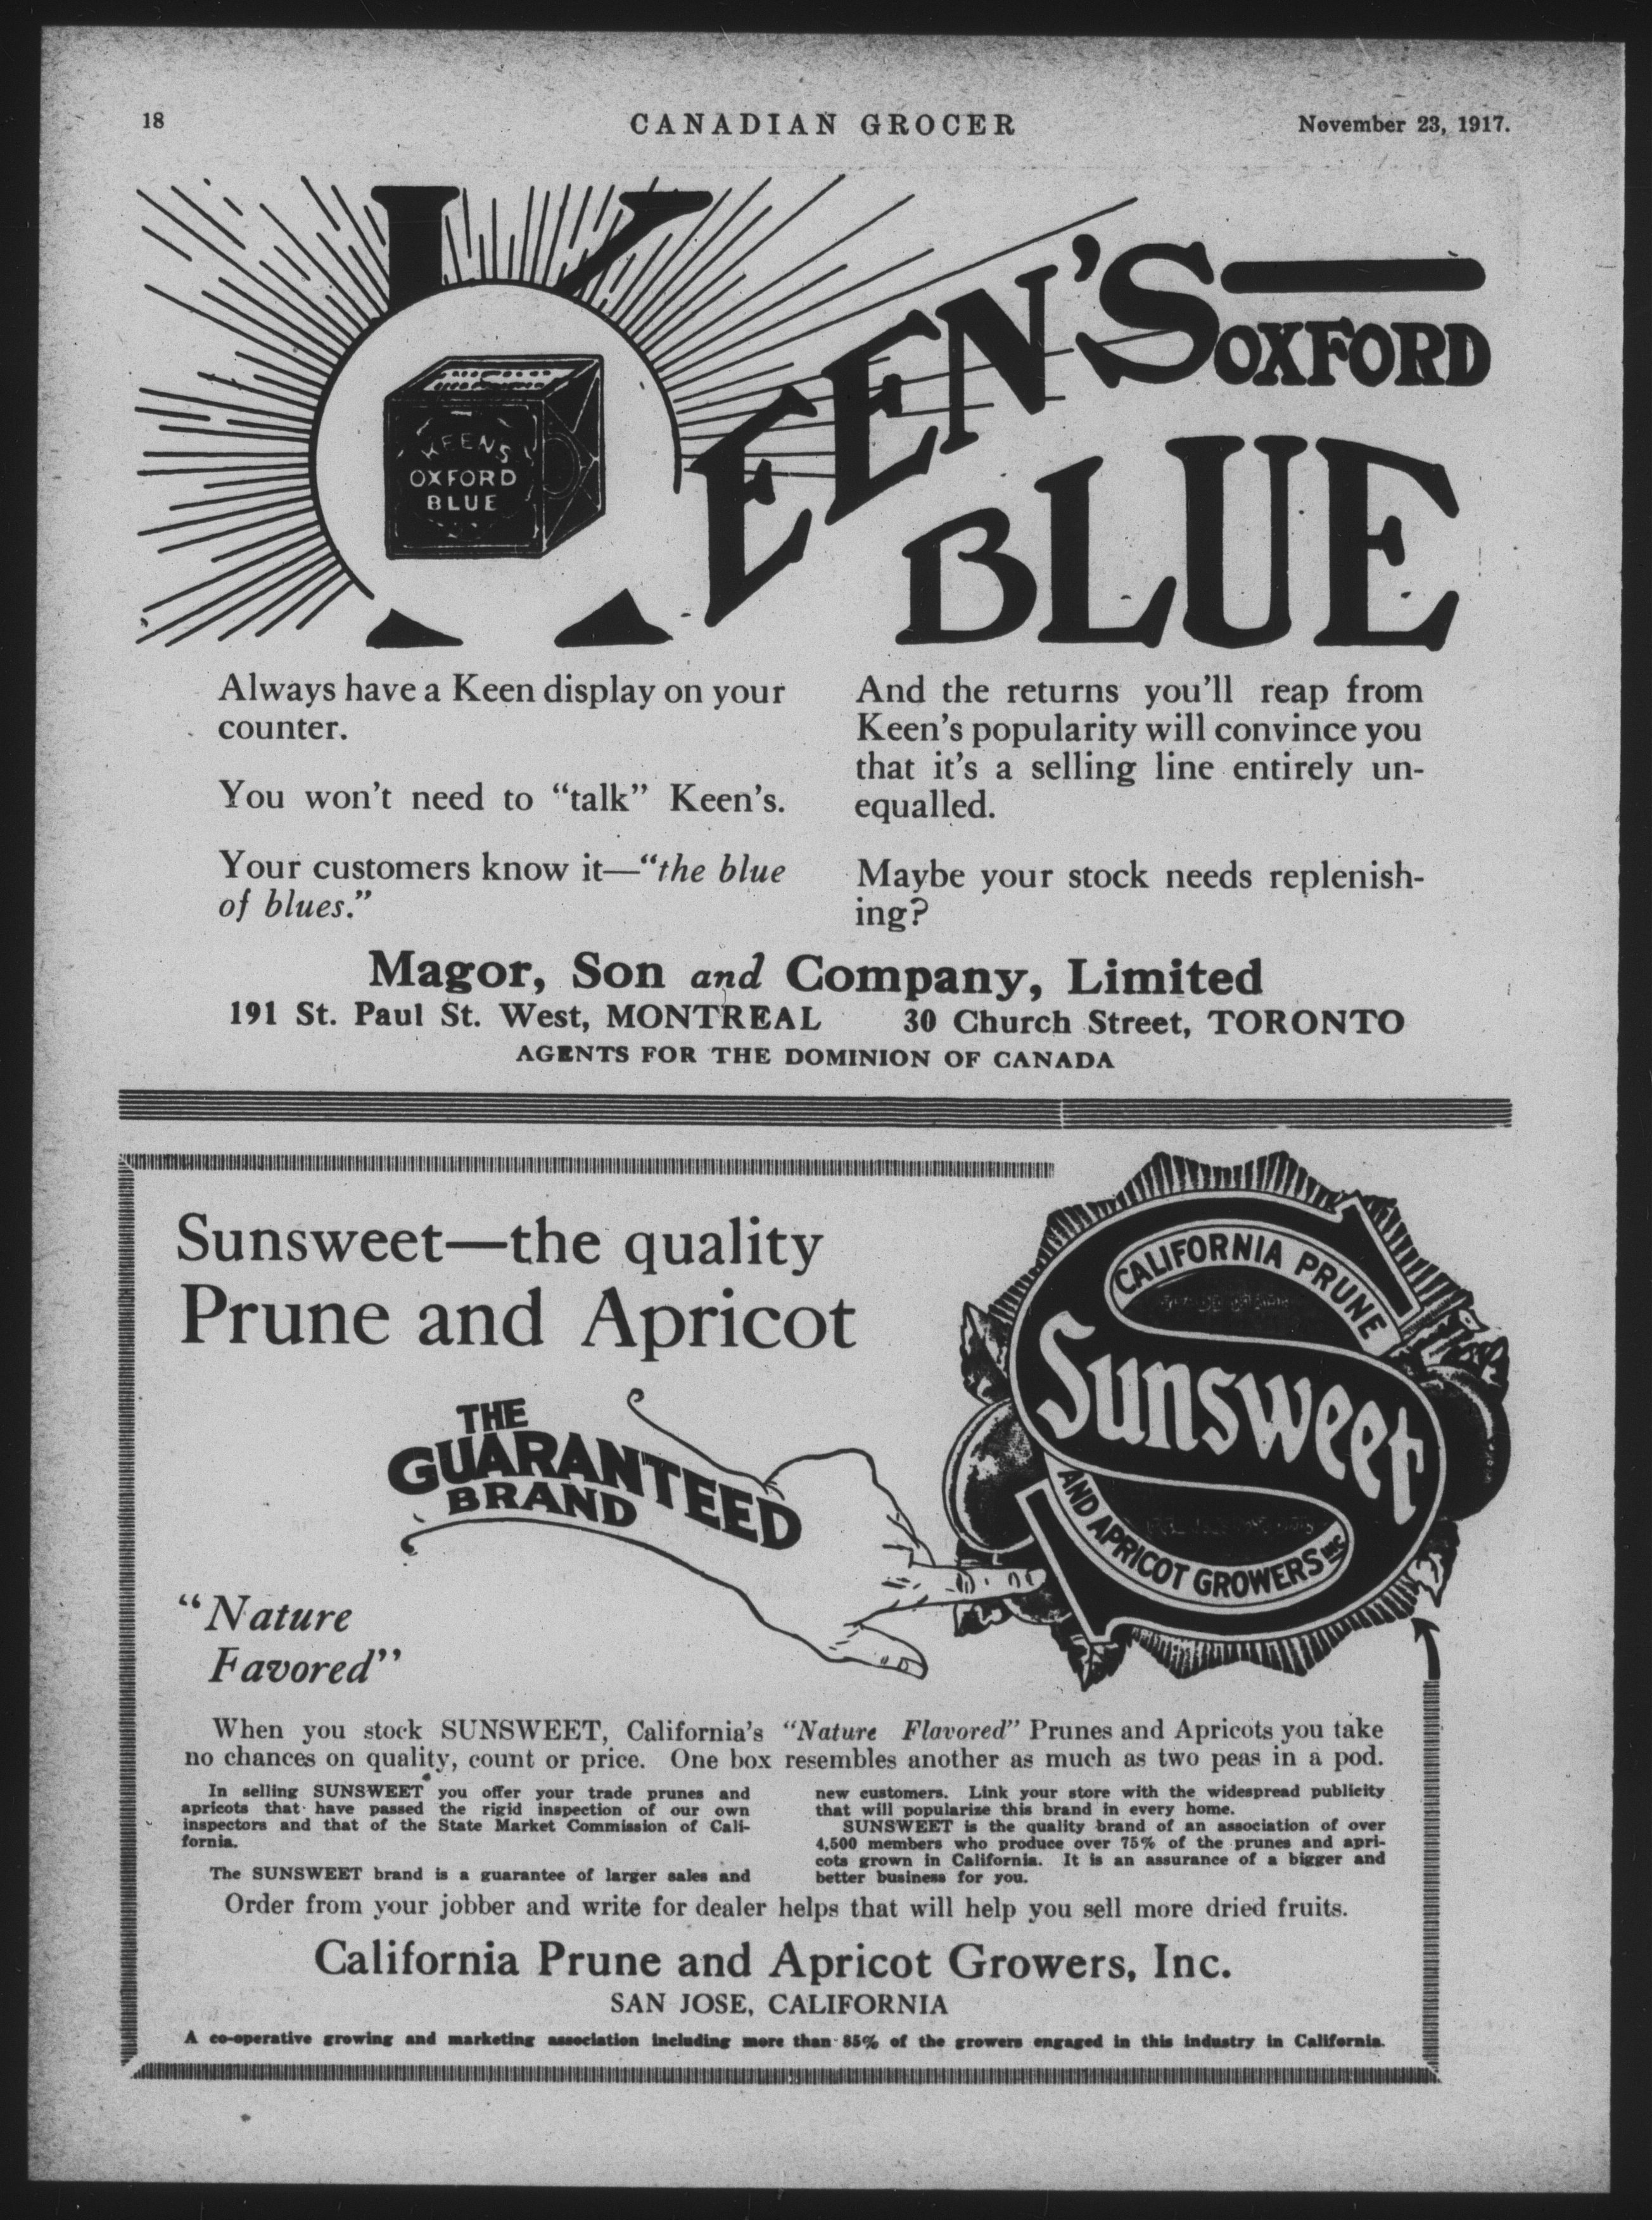 18
CANADIAN GROCER
November 23, 1917.
KEEN'S
OXFORD
BLUE
KEENS
OXFORD
BLUE
Always have a Keen display on your
counter.
You won't need to “talk” Keen's.
Your customers know it—“the blue
of blues.”
And the returns you'll reap from
Keen's popularity will convince you
that it's a selling line entirely un-
equalled.
Maybe your stock needs replenish-
ing?
Magor, Son and Company, Limited
191 St. Paul St. West, MONTREAL 30 Church Street, TORONTO
AGENTS FOR THE DOMINION OF CANADA
Sunsweet—the quality
Prune and Apricot
THE
GUARANTEED
BRAND
CALIFORNIA PRUNE
Sunsweet
AND APRICOT GROWERS INC.
“Nature
Favored”
When you stock SUNSWEET, California's “Nature Flavored” Prunes and Apricots you take
no chances on quality, count or price. One box resembles another as much as two peas in a pod.
In selling SUNSWEET you offer your trade prunes and
apricots that have passed the rigid inspection of our own
inspectors and that of the State Market Commission of Cali-
fornia.
The SUNSWEET brand is a guarantee of larger sales and
new customers. Link your store with the widespread publicity
that will popularize this brand in every home.
SUNSWEET is the quality brand of an association of over
4,500 members who produce over 75% of the prunes and apri-
cots grown in California. It is an assurance of a bigger and
better business for you.
Order from your jobber and write for dealer helps that will help you sell more dried fruits.
California Prune and Apricot Growers, Inc.
SAN JOSE, CALIFORNIA
A co-operative growing and marketing association including more than 85% of the growers engaged in this industry in California.